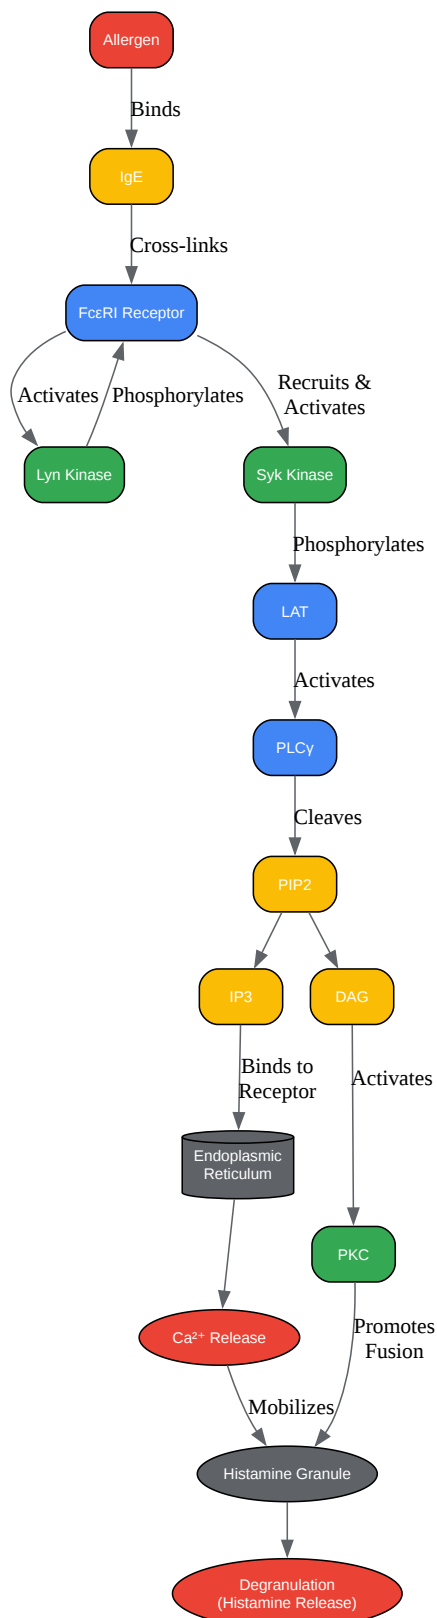 Allergen
Binds
IgE
Cross-links
FcεRI Receptor
Activates
Phosphorylates
Recruits &
Activates
Lyn Kinase
Syk Kinase
Phosphorylates
LAT
Activates
PLCγ
Cleaves
PIP2
IP3
DAG
Binds to
Receptor
Activates
Endoplasmic
Reticulum
PKC
Ca²⁺ Release
Promotes
Fusion
Mobilizes
Histamine Granule
Degranulation
(Histamine Release)